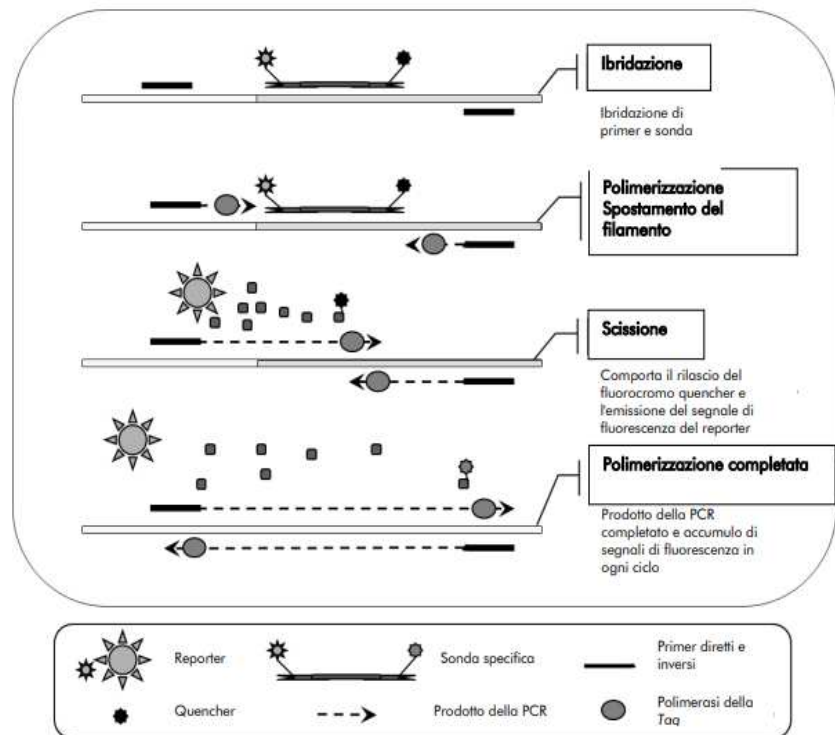 Ibridazione
Ibridazione di
primer e sonda
Polimerizzazione
Spostamento del
filamento
Scissione
Comporta il rilascio del
fluorocromo quencher e
l'emissione del segnale di
fluorescenza del reporter
Polimerizzazione completata
Prodotto della PCR
completato e accumulo di
segnali di fluorescenza in
ogni ciclo
Reporter
Sonda specifica
Primer diretti e
inversi
Quencher
Prodotto della PCR
Polimerasi della
Taq